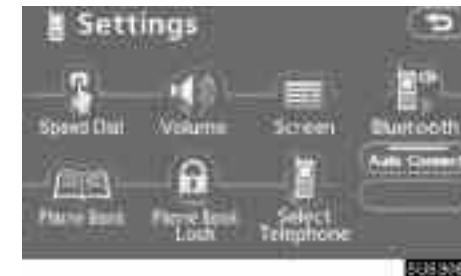 Settings
Speed Dial
Volume
Screen
Bluetooth
Auto Connect
Phone Book
Phone Book
Lock
Select
Telephone